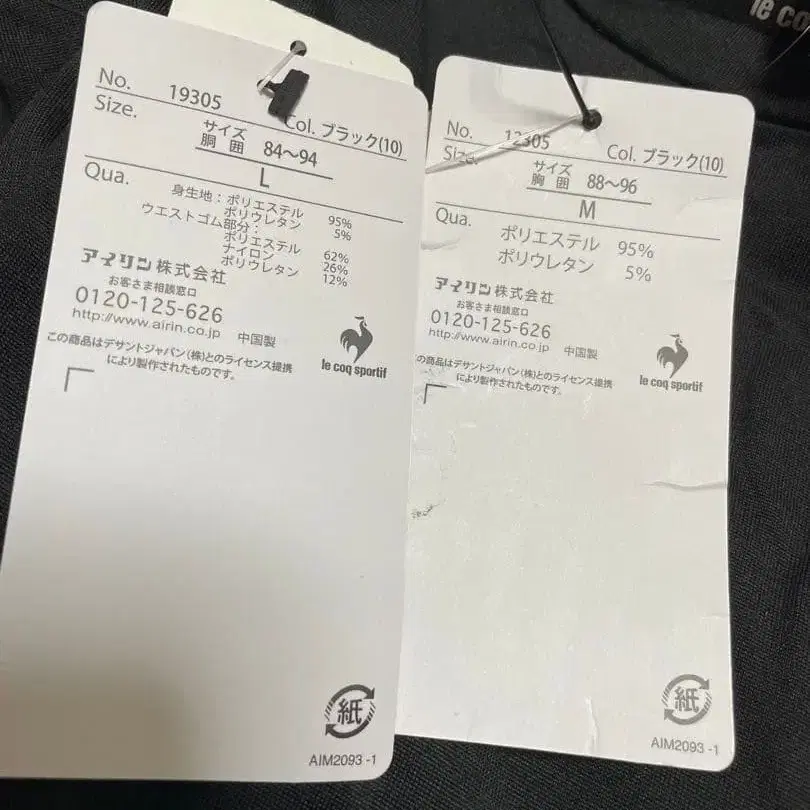 le co
No. 19305
Col. ブラック(10)
Size. サイズ
胴囲 84～94
L
Qua. 身生地：ポリエステル 95%
ポリウレタン 5%
ウエストゴム部分：
ポリエステル 62%
ナイロン 26%
ポリウレタン 12%
アイリン株式会社
お客さま相談窓口
0120-125-626
http://www.airin.co.jp 中国製
この商品はデサントジャパン(株)とのライセンス提携
により製作されたものです。
le coq sportif
紙
AIM2093 -1
No. 12305
Col. ブラック(10)
Size. サイズ
胸囲 88～96
M
Qua. ポリエステル 95%
ポリウレタン 5%
アイリン株式会社
お客さま相談窓口
0120-125-626
http://www.airin.co.jp 中国製
この商品はデサントジャパン(株)とのライセンス提携
により製作されたものです。
le coq sportif
紙
AIM2093 -1